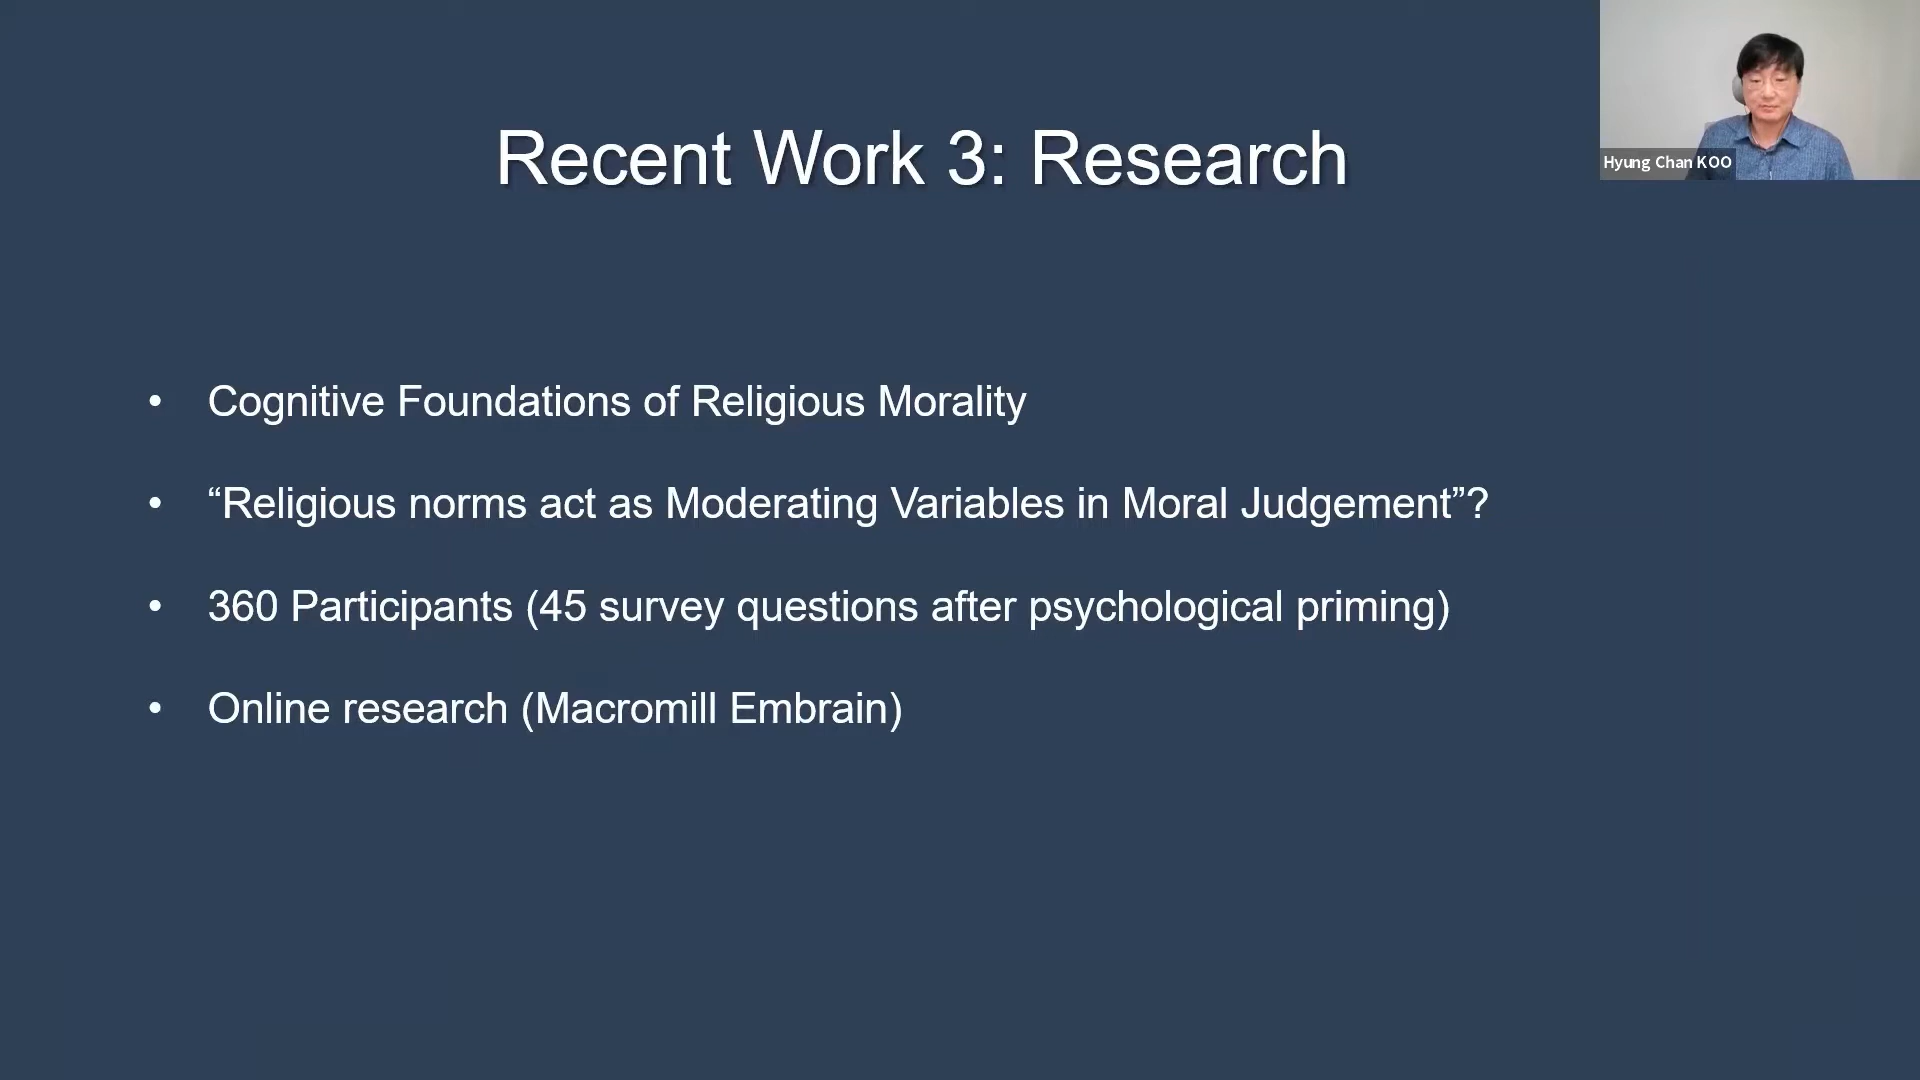 Recent Work 3: Research
Hyung Chan KOO
• Cognitive Foundations of Religious Morality
• “Religious norms act as Moderating Variables in Moral Judgement”?
• 360 Participants (45 survey questions after psychological priming)
• Online research (Macromill Embrain)